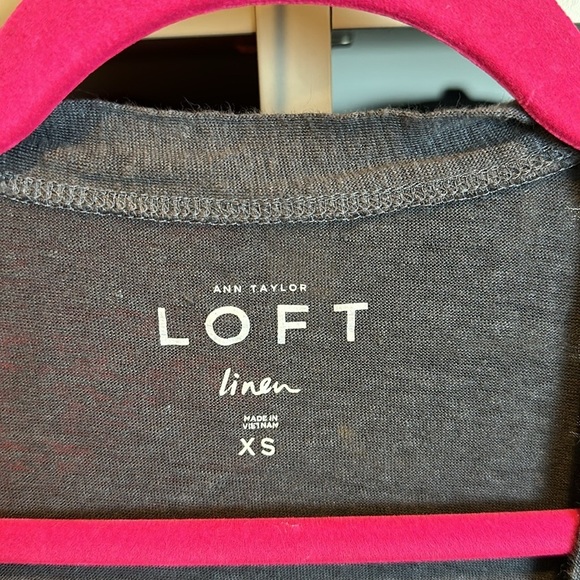 ANN TAYLOR
LOFT
linen
MADE IN
VIETNAM
XS